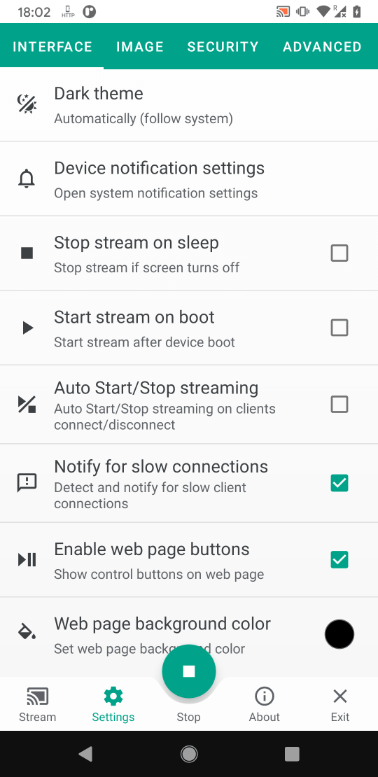 18:02
HTTP
R
INTERFACE IMAGE SECURITY ADVANCED
Dark theme
Automatically (follow system)
Device notification settings
Open system notification settings
Stop stream on sleep
Stop stream if screen turns off
Start stream on boot
Start stream after device boot
Auto Start/Stop streaming
Auto Start/Stop streaming on clients
connect/disconnect
Notify for slow connections
Detect and notify for slow client
connections
Enable web page buttons
Show control buttons on web page
Web page background color
Set web page background color
Stream Settings Stop About Exit